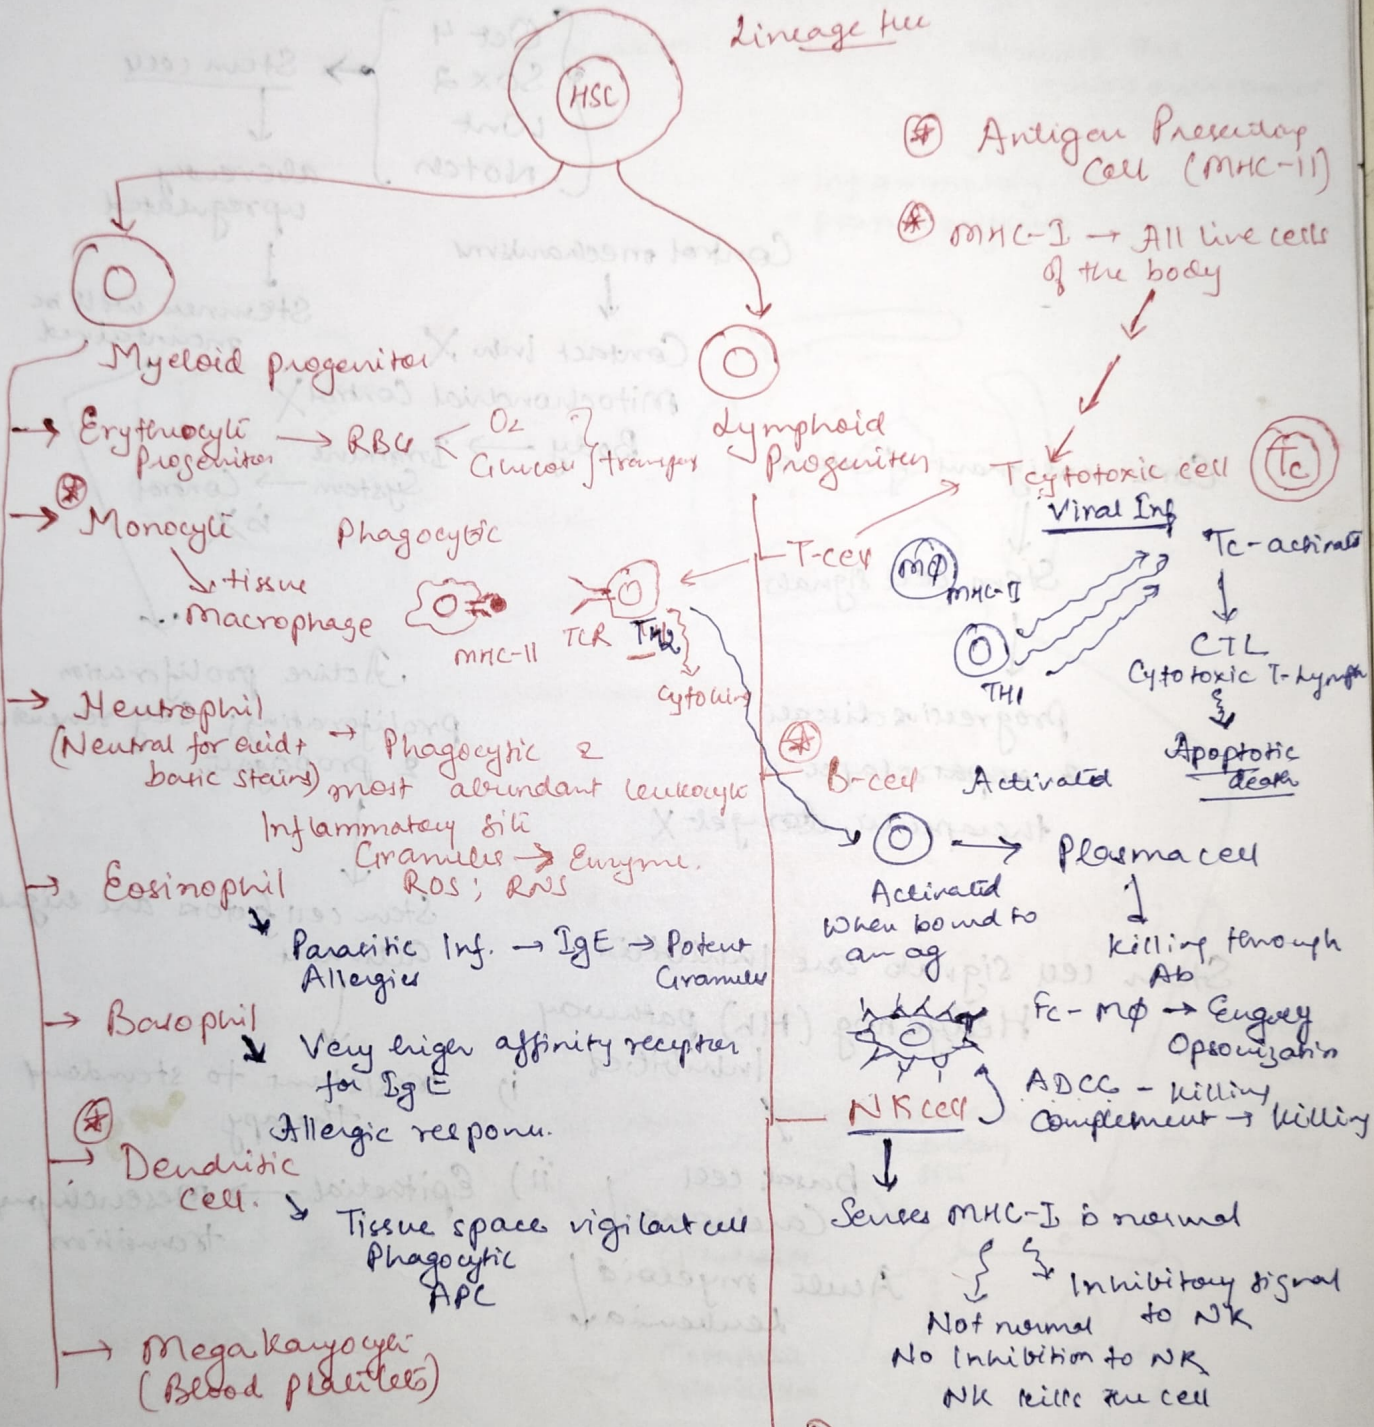 Lineage tree
HSC
⊛ Antigen Presenting
Cell (MHC-II)
⊛ MHC-I → All live cells
of the body
Myeloid progenitor
Erythrocyte
Progenitor → RBC < O2
Glucose } transfer
Lymphoid
Progenitor
⊛
Monocyte Phagocytic
tissue
Macrophage
MHC-II TCR TH2
cytokine
T-cell
Tcytotoxic cell
Tc
Viral Inf
Tc-activated
MΦ
MHC-II
TH1
CTL
Cytotoxic T-Lymph
Apoptotic
death
Neutrophil
(Neutral for acid +
basic stains)
→ Phagocytic &
most abundant leukocyte
Inflammatory site
Granules → Enzyme.
ROS ; RNS
Eosinophil
Parasitic Inf. → IgE → Potent
Allergies Granules
Basophil
Very higer affinity receptor
for IgE
Allergic response.
⊛
Dendritic
Cell.
Tissue space vigilant cell
Phagocytic
APC
Megakaryocyte
(Blood platelets)
⊛
B-cell Activated
→ Plasma cell
Activated
When bound to
an ag
Killing through
Ab
Fc - MΦ → Engag
Opsonization
ADCC - Killing
Complement → Killing
NK cell
Senses MHC-I is normal
Inhibitory signal
to NK
Not normal
No Inhibition to NK
NK kills the cell